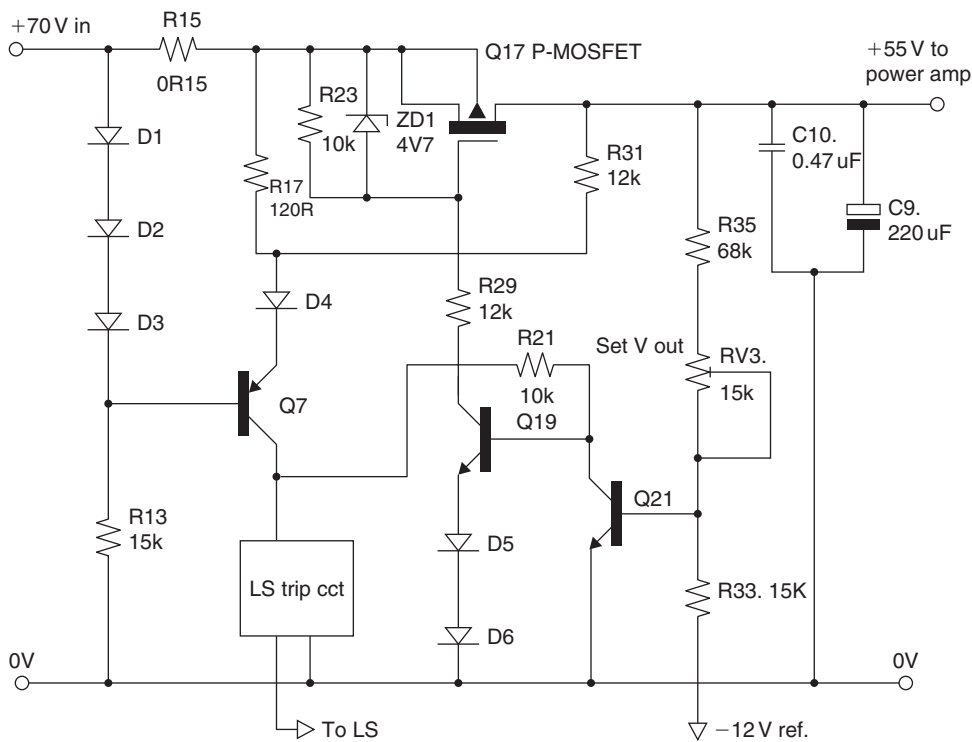 +70 V in
R15
0R15
Q17 P-MOSFET
+55 V to
power amp
R23
10k
ZD1
4V7
D1
R17
120R
R31
12k
C10.
0.47 uF
C9.
220 uF
D2
R35
68k
D3
D4
R29
12k
R21
10k
Set V out
RV3.
15k
Q7
Q19
Q21
R13
15k
LS trip cct
D5
R33. 15K
D6
0V
0V
To LS
−12 V ref.